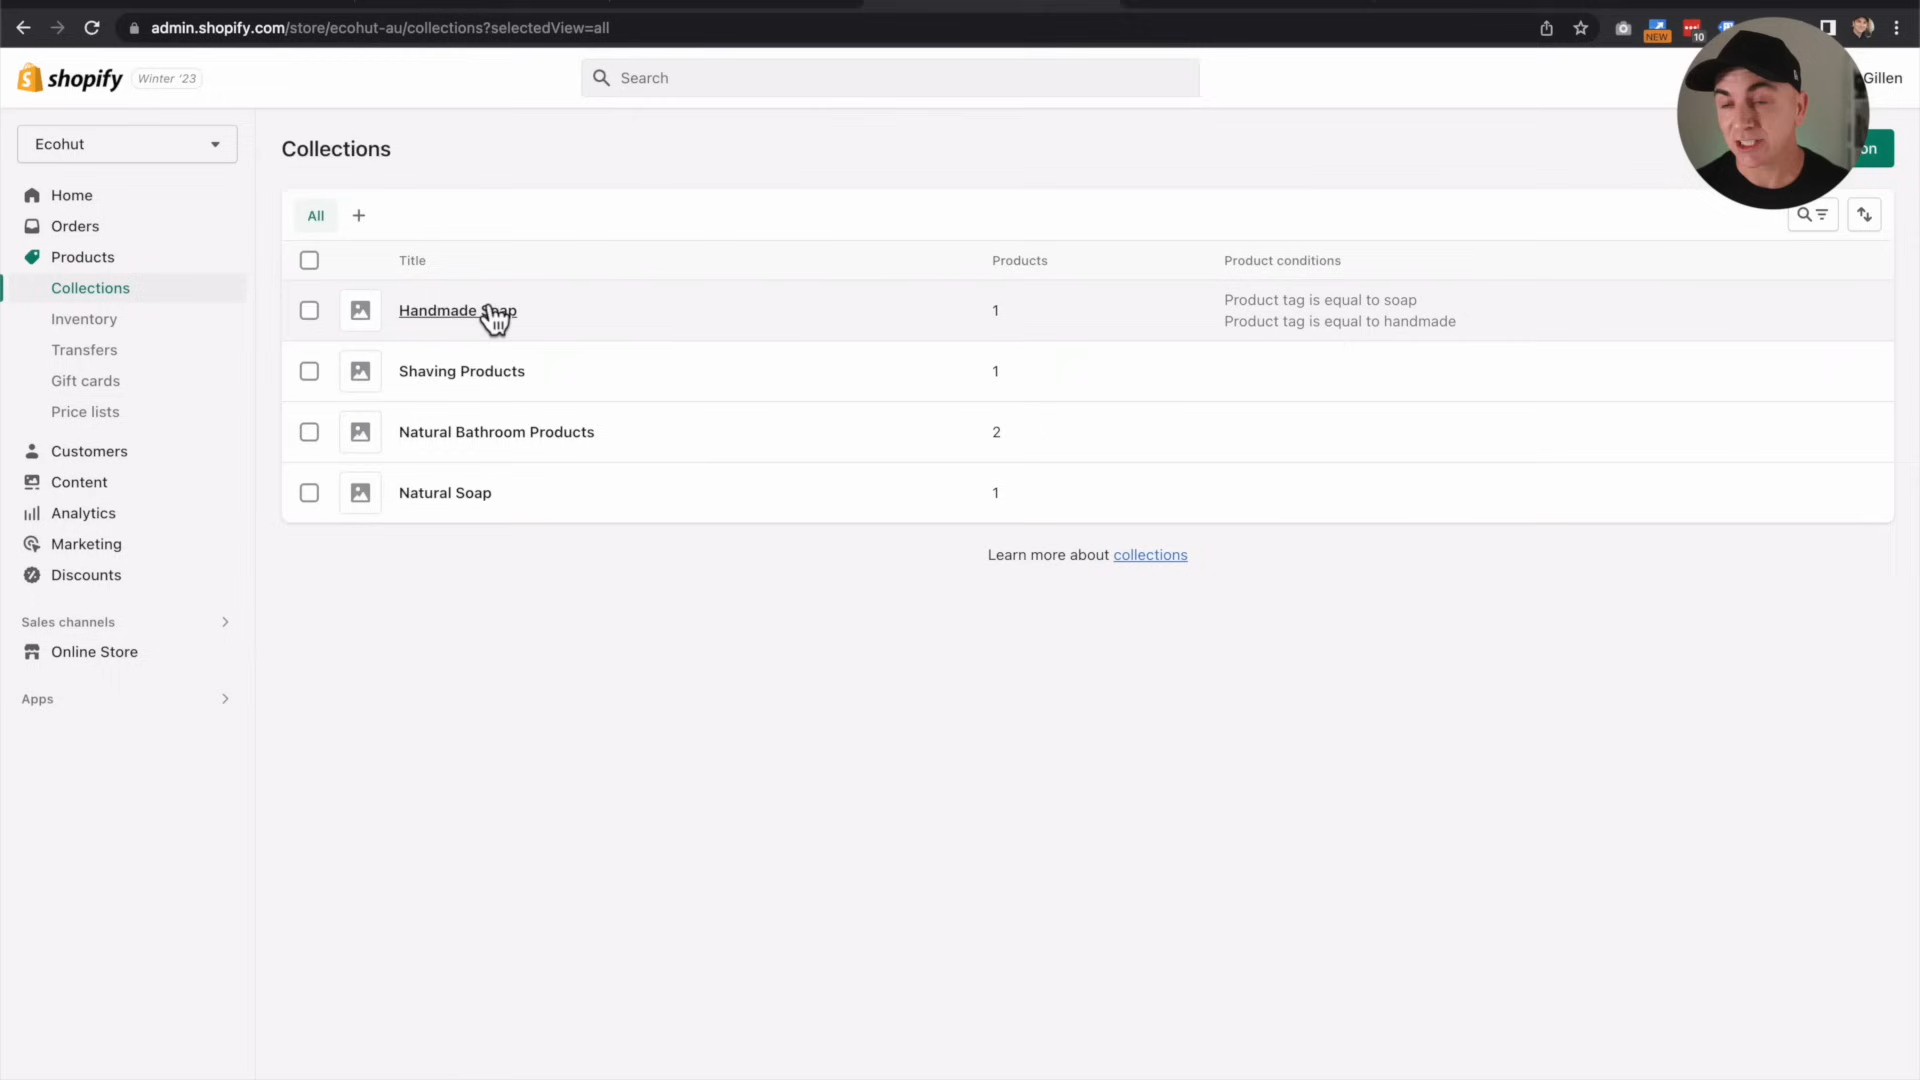 admin.shopify.com/store/ecohut-au/collections?selectedView=all
NEW
10
shopify
Winter '23
Search
Gillen
Ecohut
Home
Orders
Products
Collections
Inventory
Transfers
Gift cards
Price lists
Customers
Content
Analytics
Marketing
Discounts
Sales channels
Online Store
Apps
Collections
on
All
Title Products Product conditions
Handmade Soap 1 Product tag is equal to soap
Product tag is equal to handmade
Shaving Products 1
Natural Bathroom Products 2
Natural Soap 1
Learn more about collections